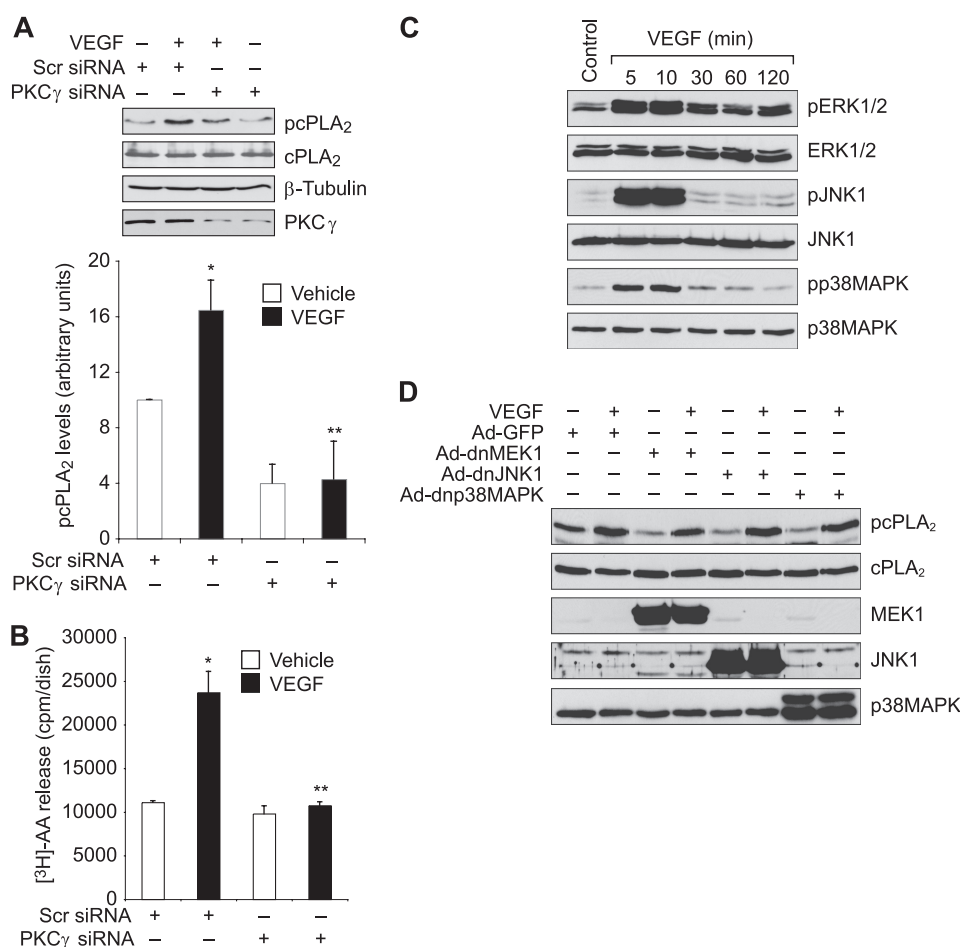 A
VEGF – + + –
Scr siRNA + + – –
PKCγ siRNA – – + +
pcPLA₂
cPLA₂
β-Tubulin
PKCγ
pcPLA₂ levels (arbitrary units)
20
16
12
8
4
0
*
**
Vehicle
VEGF
Scr siRNA + + – –
PKCγ siRNA – – + +
B
[³H]-AA release (cpm/dish)
30000
25000
20000
15000
10000
5000
0
*
**
Vehicle
VEGF
Scr siRNA + + – –
PKCγ siRNA – – + +
C
Control
VEGF (min)
5 10 30 60 120
pERK1/2
ERK1/2
pJNK1
JNK1
pp38MAPK
p38MAPK
D
VEGF – + – + – + – +
Ad-GFP + + – – – – – –
Ad-dnMEK1 – – + + – – – –
Ad-dnJNK1 – – – – + + – –
Ad-dnp38MAPK – – – – – – + +
pcPLA₂
cPLA₂
MEK1
JNK1
p38MAPK